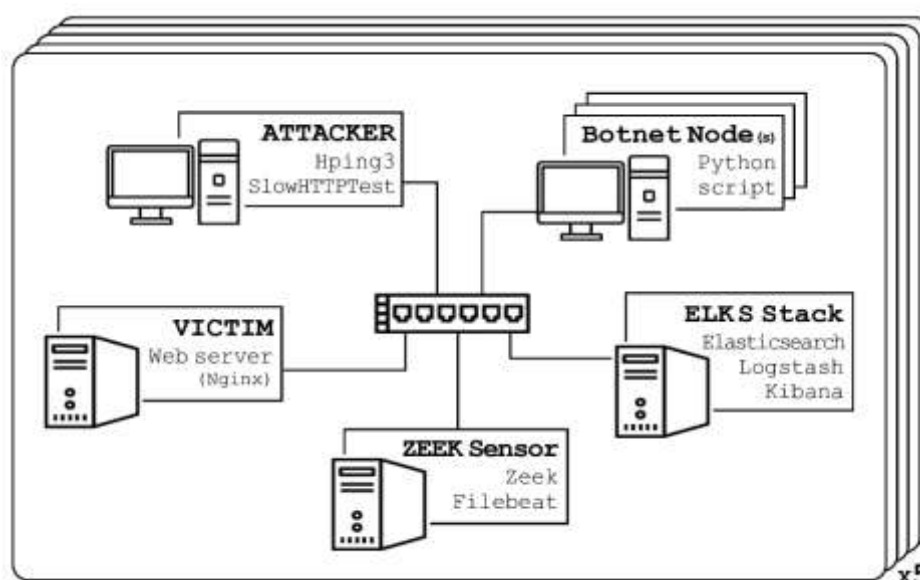 ATTACKER
Hping3
SlowHTTPTest
Botnet Node (s)
Python
script
VICTIM
Web server
(Nginx)
ELKS Stack
Elasticsearch
Logstash
Kibana
ZEEK Sensor
Zeek
Filebeat